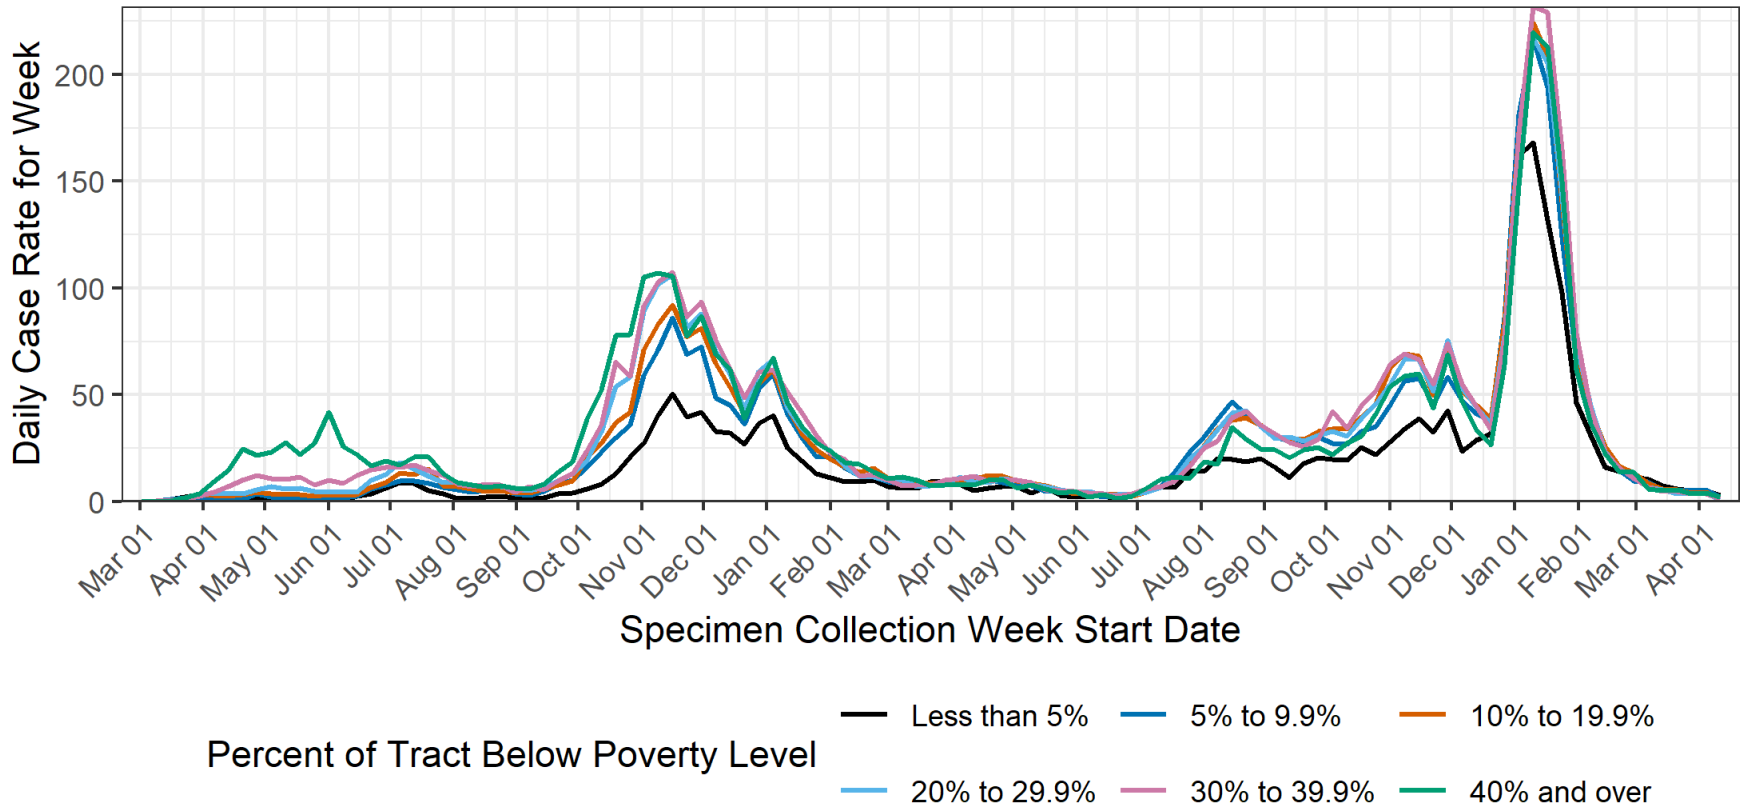 Daily Case Rate for Week
200
150
100
50
0
Mar 01
Apr 01
May 01
Jun 01
Jul 01
Aug 01
Sep 01
Oct 01
Nov 01
Dec 01
Jan 01
Feb 01
Mar 01
Apr 01
May 01
Jun 01
Jul 01
Aug 01
Sep 01
Oct 01
Nov 01
Dec 01
Jan 01
Feb 01
Mar 01
Apr 01
Specimen Collection Week Start Date
Percent of Tract Below Poverty Level
Less than 5%
5% to 9.9%
10% to 19.9%
20% to 29.9%
30% to 39.9%
40% and over